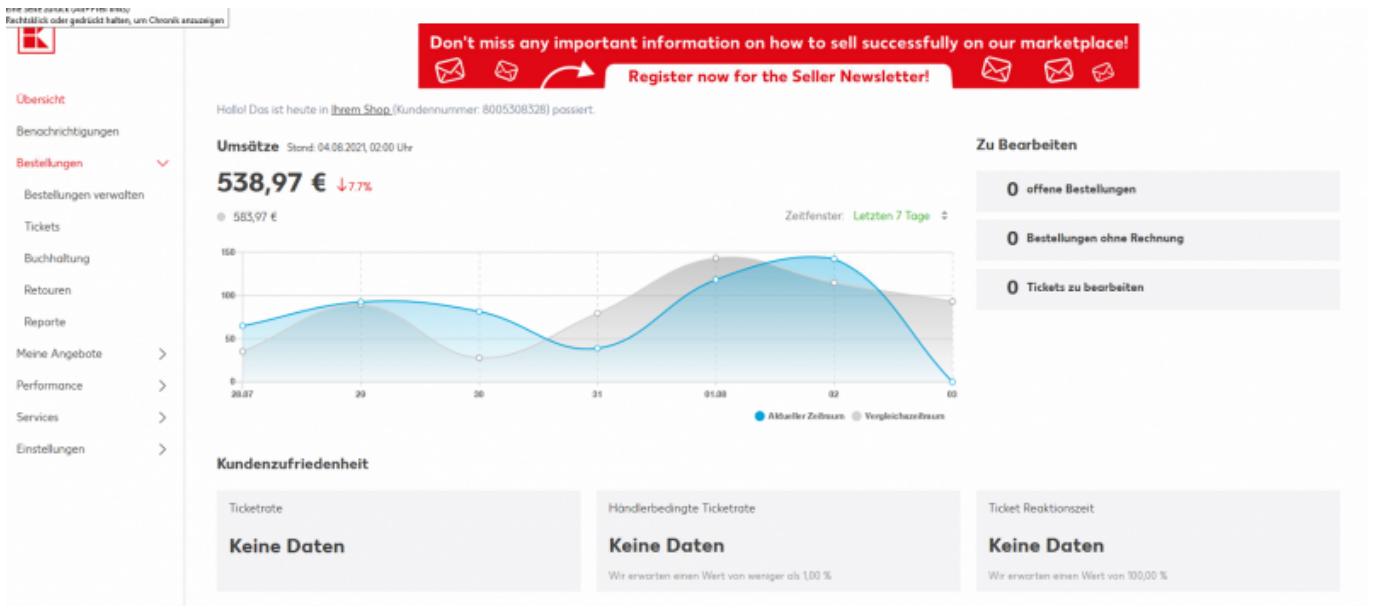 eine Seite zurück (Alt+Pfeil links)
Rechtsklick oder gedrückt halten, um Chronik anzuzeigen
K
Don't miss any important information on how to sell successfully on our marketplace!
Register now for the Seller Newsletter!
Übersicht
Benachrichtigungen
Bestellungen
Bestellungen verwalten
Tickets
Buchhaltung
Retouren
Reporte
Meine Angebote
Performance
Services
Einstellungen
Hallo! Das ist heute in Ihrem Shop (Kundennummer: 8005308328) passiert.
Umsätze Stand: 04.08.2021, 02:00 Uhr
538,97 € ↓7.7%
583,97 €
Zeitfenster: Letzten 7 Tage
150
100
50
0
28.07 29 30 31 01.08 02 03
Aktueller Zeitraum Vergleichszeitraum
Zu Bearbeiten
0 offene Bestellungen
0 Bestellungen ohne Rechnung
0 Tickets zu bearbeiten
Kundenzufriedenheit
Ticketrate
Keine Daten
Händlerbedingte Ticketrate
Keine Daten
Wir erwarten einen Wert von weniger als 1,00 %
Ticket Reaktionszeit
Keine Daten
Wir erwarten einen Wert von 100,00 %